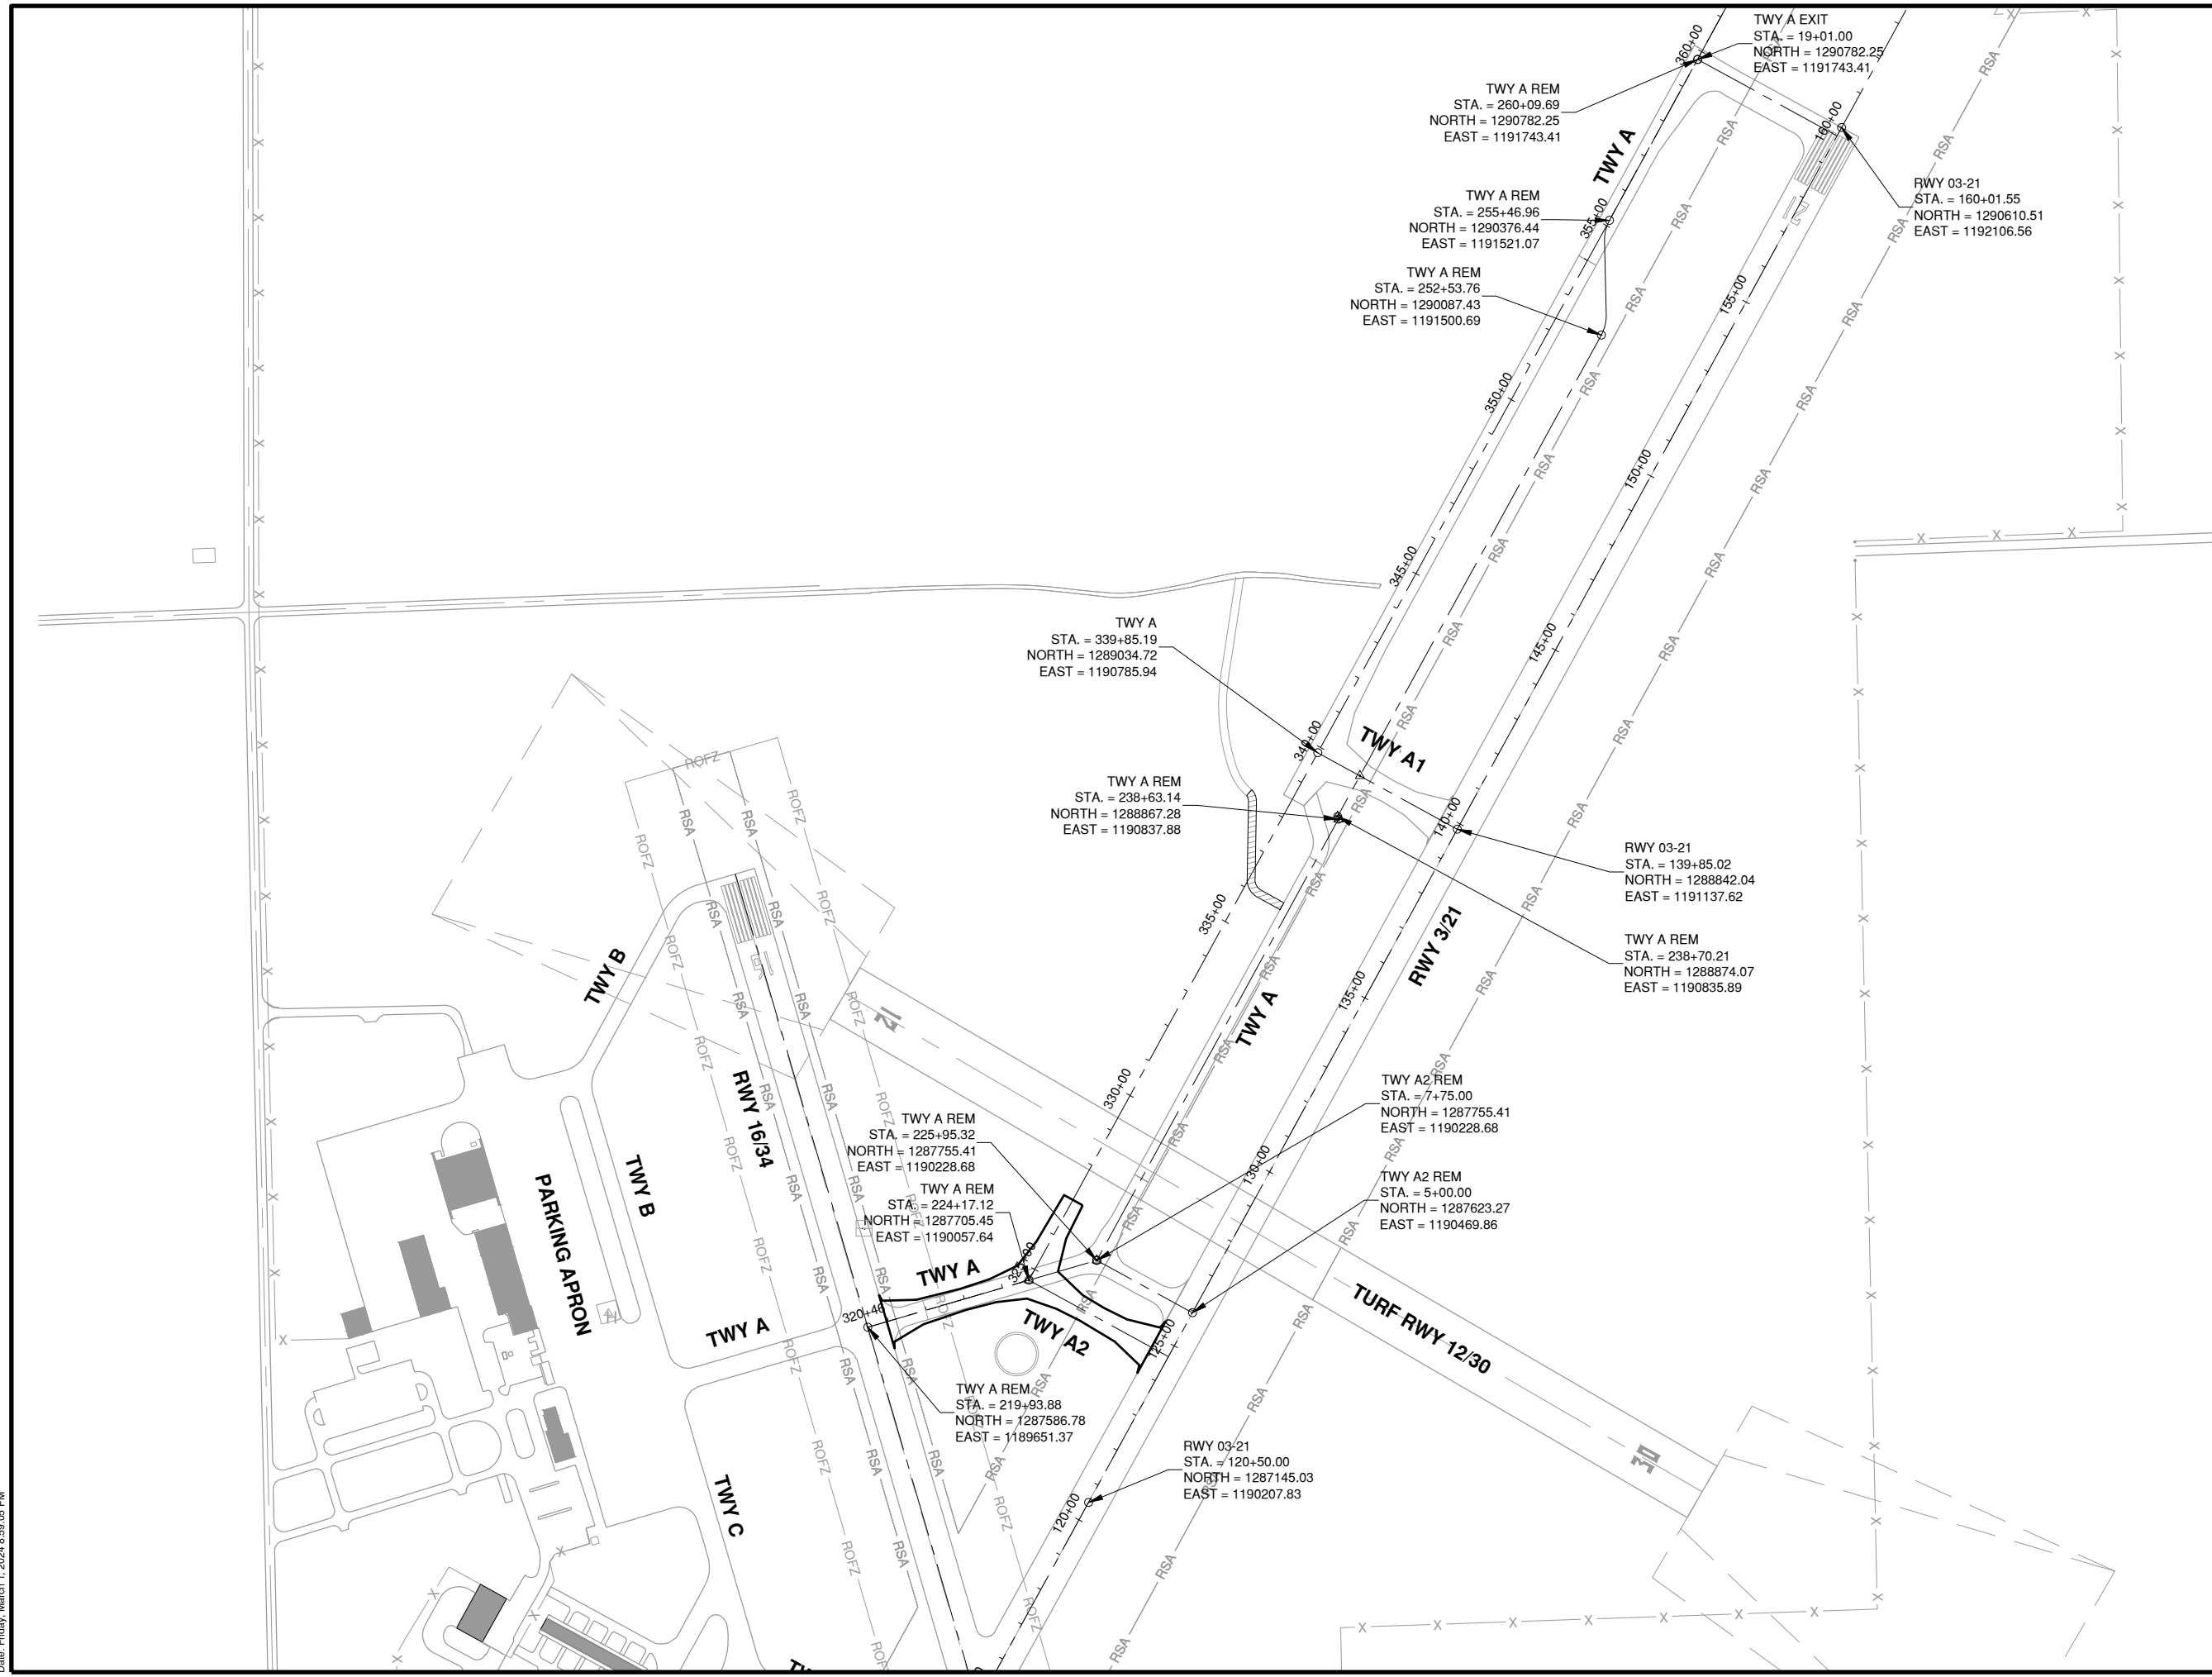 TWY A EXIT
STA. = 19+01.00
NORTH = 1290782.25
EAST = 1191743.41
TWY A REM
STA. = 260+09.69
NORTH = 1290782.25
EAST = 1191743.41
RWY 03-21
STA. = 160+01.55
NORTH = 1290610.51
EAST = 1192106.56
TWY A REM
STA. = 255+46.96
NORTH = 1290376.44
EAST = 1191521.07
TWY A REM
STA. = 252+53.76
NORTH = 1290087.43
EAST = 1191500.69
TWY A
STA. = 339+85.19
NORTH = 1289034.72
EAST = 1190785.94
TWY A REM
STA. = 238+63.14
NORTH = 1288867.28
EAST = 1190837.88
RWY 03-21
STA. = 139+85.02
NORTH = 1288842.04
EAST = 1191137.62
TWY A REM
STA. = 238+70.21
NORTH = 1288874.07
EAST = 1190835.89
TWY A2 REM
STA. = 7+75.00
NORTH = 1287755.41
EAST = 1190228.68
TWY A REM
STA. = 225+95.32
NORTH = 1287755.41
EAST = 1190228.68
TWY A2 REM
STA. = 5+00.00
NORTH = 1287623.27
EAST = 1190469.86
TWY A REM
STA. = 224+17.12
NORTH = 1287705.45
EAST = 1190057.64
TWY A REM
STA. = 219+93.88
NORTH = 1287586.78
EAST = 1189651.37
RWY 03-21
STA. = 120+50.00
NORTH = 1287145.03
EAST = 1190207.83
360+00
355+00
350+00
345+00
340+00
335+00
330+00
325+00
320+46
160+00
155+00
150+00
145+00
140+00
135+00
130+00
125+00
120+00
TWY A
TWY A1
RWY 3/21
TWY A
TWY B
RWY 16/34
TWY B
PARKING APRON
TWY A
TWY A
TWY A2
TURF RWY 12/30
TWY C
21
12
30
RSA
ROFZ